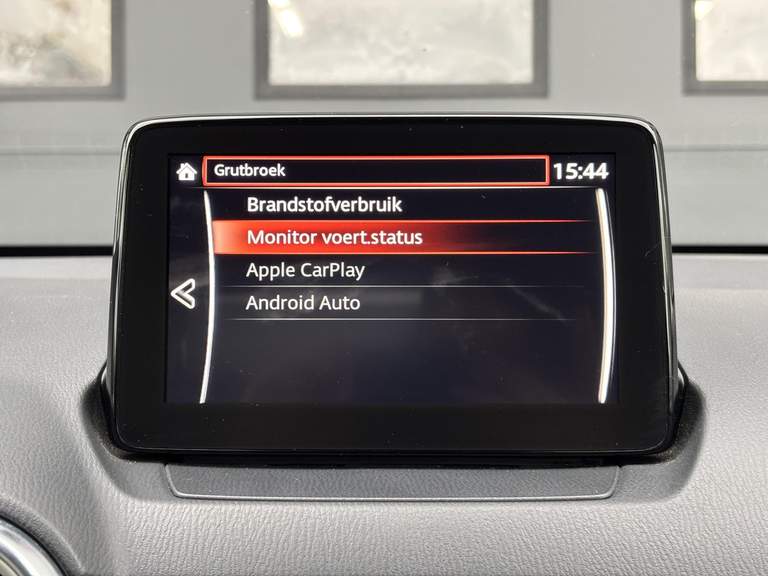 Grutbroek 15:44
Brandstofverbruik
Monitor voert.status
Apple CarPlay
Android Auto